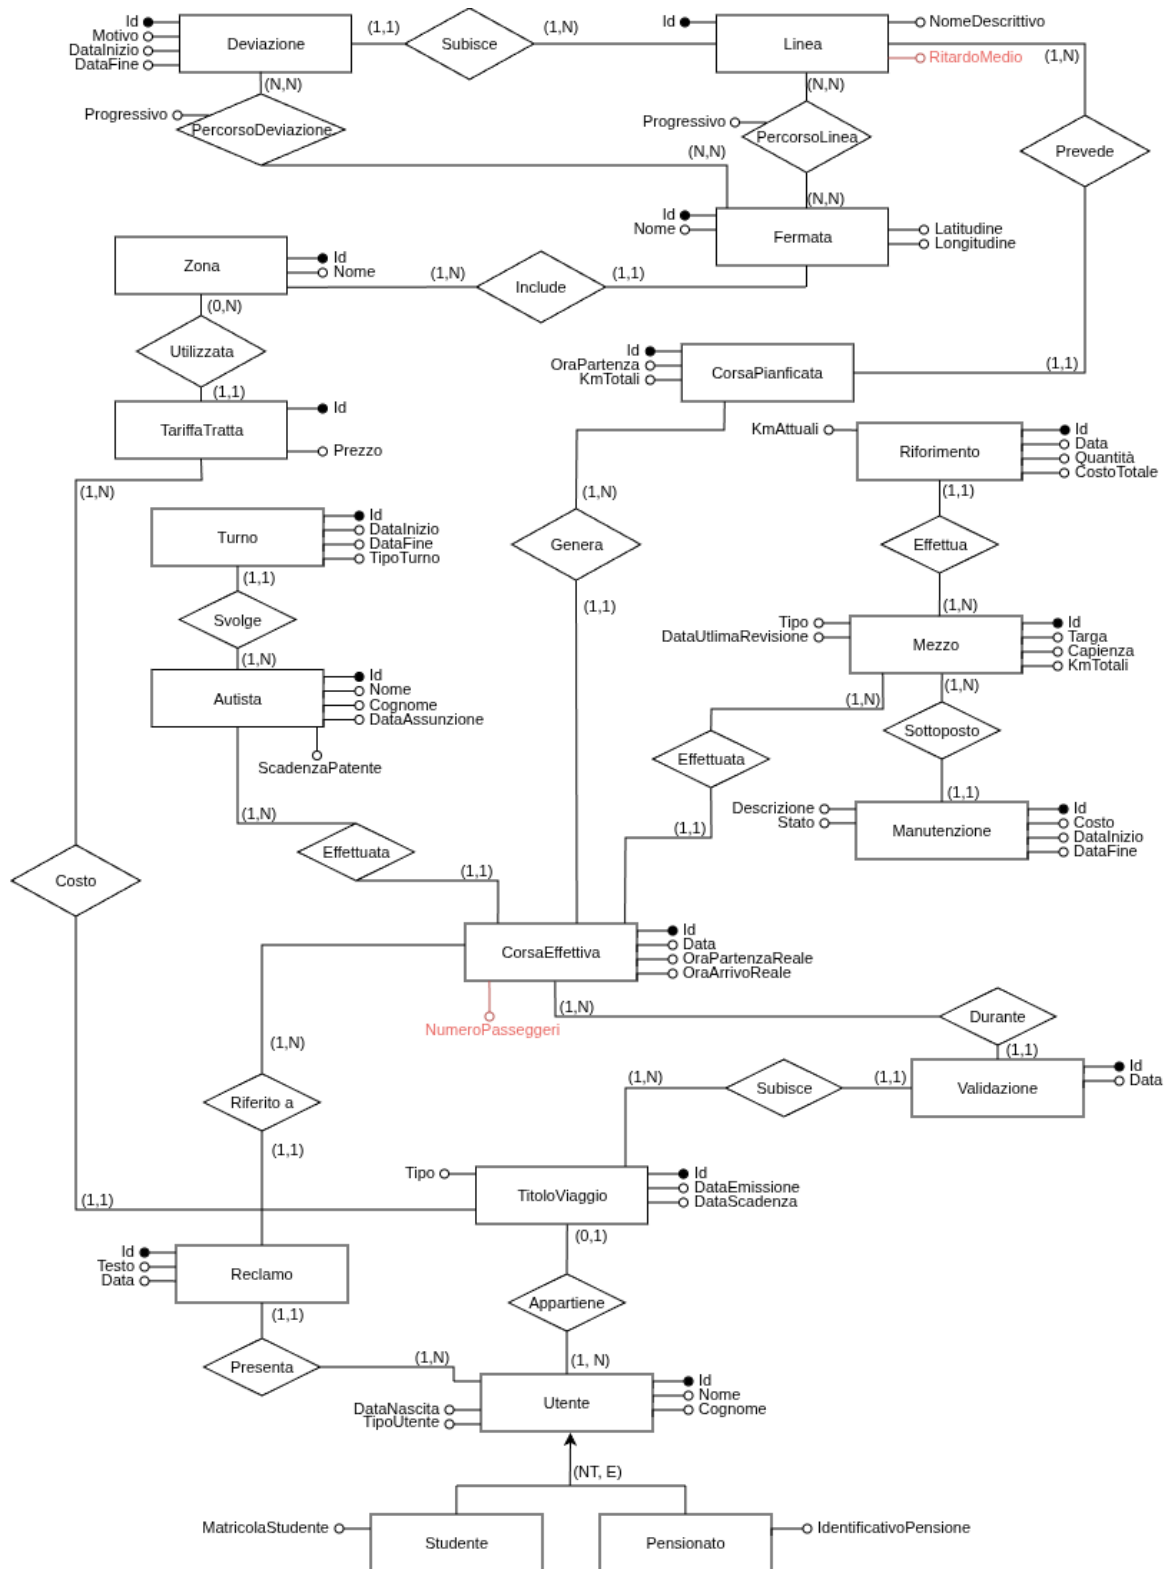 Id
Motivo
DataInizio
DataFine
Deviazione
(1,1)
Subisce
(1,N)
Id
Linea
NomeDescrittivo
RitardoMedio
(1,N)
(N,N)
Progressivo
PercorsoDeviazione
(N,N)
(N,N)
Progressivo
PercorsoLinea
(N,N)
Prevede
Id
Nome
Fermata
Latitudine
Longitudine
Zona
Id
Nome
(1,N)
Include
(1,1)
(0,N)
Utilizzata
(1,1)
TariffaTratta
Id
Prezzo
(1,N)
Id
OraPartenza
KmTotali
CorsaPianficata
(1,1)
KmAttuali
Riforimento
Id
Data
Quantità
CostoTotale
(1,1)
Effettua
(1,N)
(1,N)
Genera
(1,1)
Turno
Id
DataInizio
DataFine
TipoTurno
(1,1)
Svolge
(1,N)
Autista
Id
Nome
Cognome
DataAssunzione
ScadenzaPatente
Tipo
DataUtlimaRevisione
Mezzo
Id
Targa
Capienza
KmTotali
(1,N)
(1,N)
Effettuata
Sottoposto
(1,1)
(1,1)
Descrizione
Stato
Manutenzione
Id
Costo
DataInizio
DataFine
(1,N)
Effettuata
(1,1)
Costo
CorsaEffettiva
Id
Data
OraPartenzaReale
OraArrivoReale
NumeroPasseggeri
(1,N)
Durante
(1,1)
(1,N)
Riferito a
(1,1)
(1,N)
Subisce
(1,1)
Validazione
Id
Data
Tipo
TitoloViaggio
Id
DataEmissione
DataScadenza
(1,1)
(0,1)
Id
Testo
Data
Reclamo
(1,1)
Appartiene
Presenta
(1,N)
(1, N)
DataNascita
TipoUtente
Utente
Id
Nome
Cognome
(NT, E)
MatricolaStudente
Studente
Pensionato
IdentificativoPensione